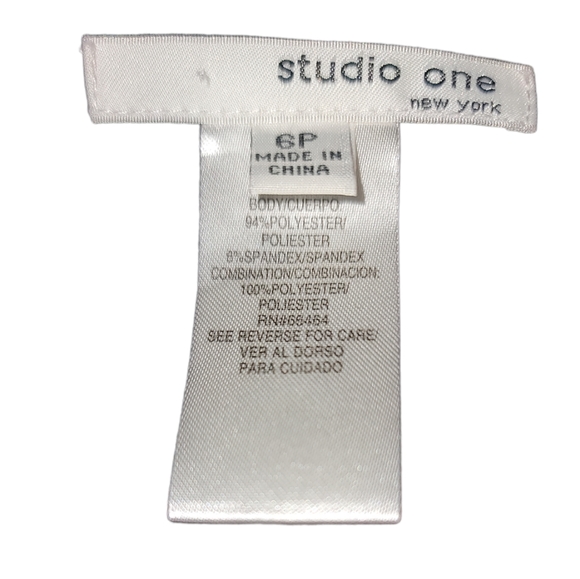 studio one
new york
6P
MADE IN
CHINA
BODY/CUERPO:
94%POLYESTER/
POLIESTER
6%SPANDEX/SPANDEX
COMBINATION/COMBINACION:
100%POLYESTER/
POLIESTER
RN#66464
SEE REVERSE FOR CARE/
VER AL DORSO
PARA CUIDADO